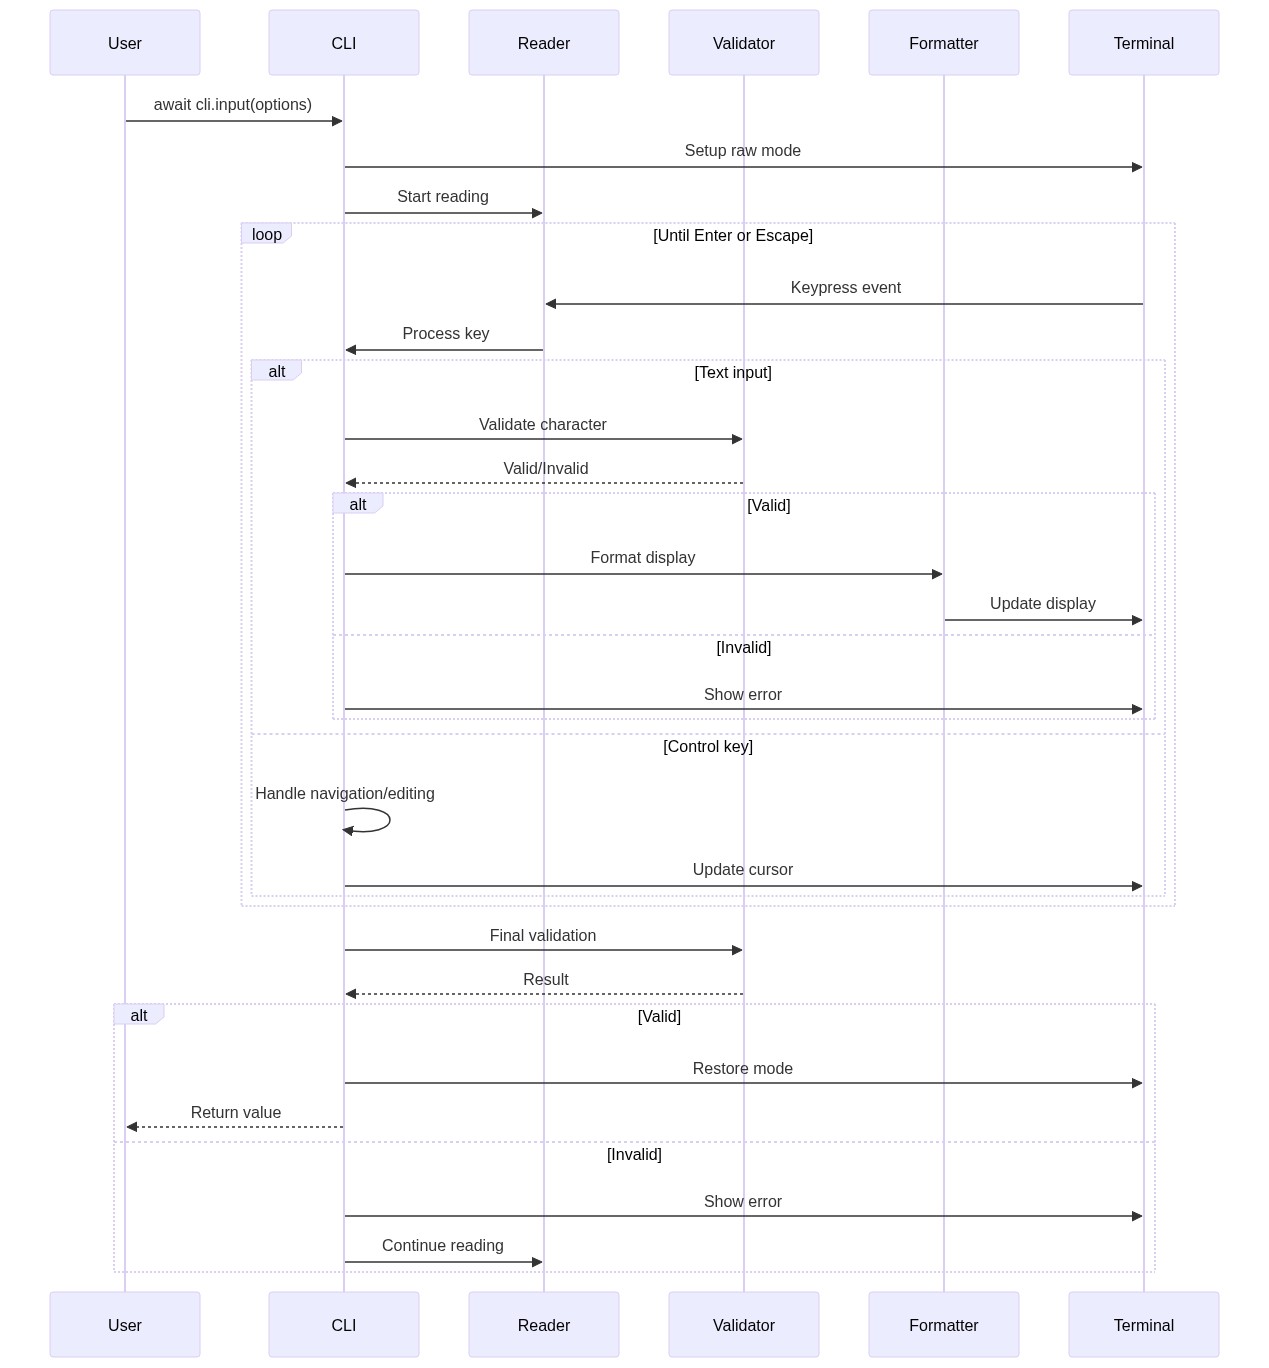 User
CLI
Reader
Validator
Formatter
Terminal
await cli.input(options)
Setup raw mode
Start reading
loop
[Until Enter or Escape]
Keypress event
Process key
alt
[Text input]
Validate character
Valid/Invalid
alt
[Valid]
Format display
Update display
[Invalid]
Show error
[Control key]
Handle navigation/editing
Update cursor
Final validation
Result
alt
[Valid]
Restore mode
Return value
[Invalid]
Show error
Continue reading
User
CLI
Reader
Validator
Formatter
Terminal